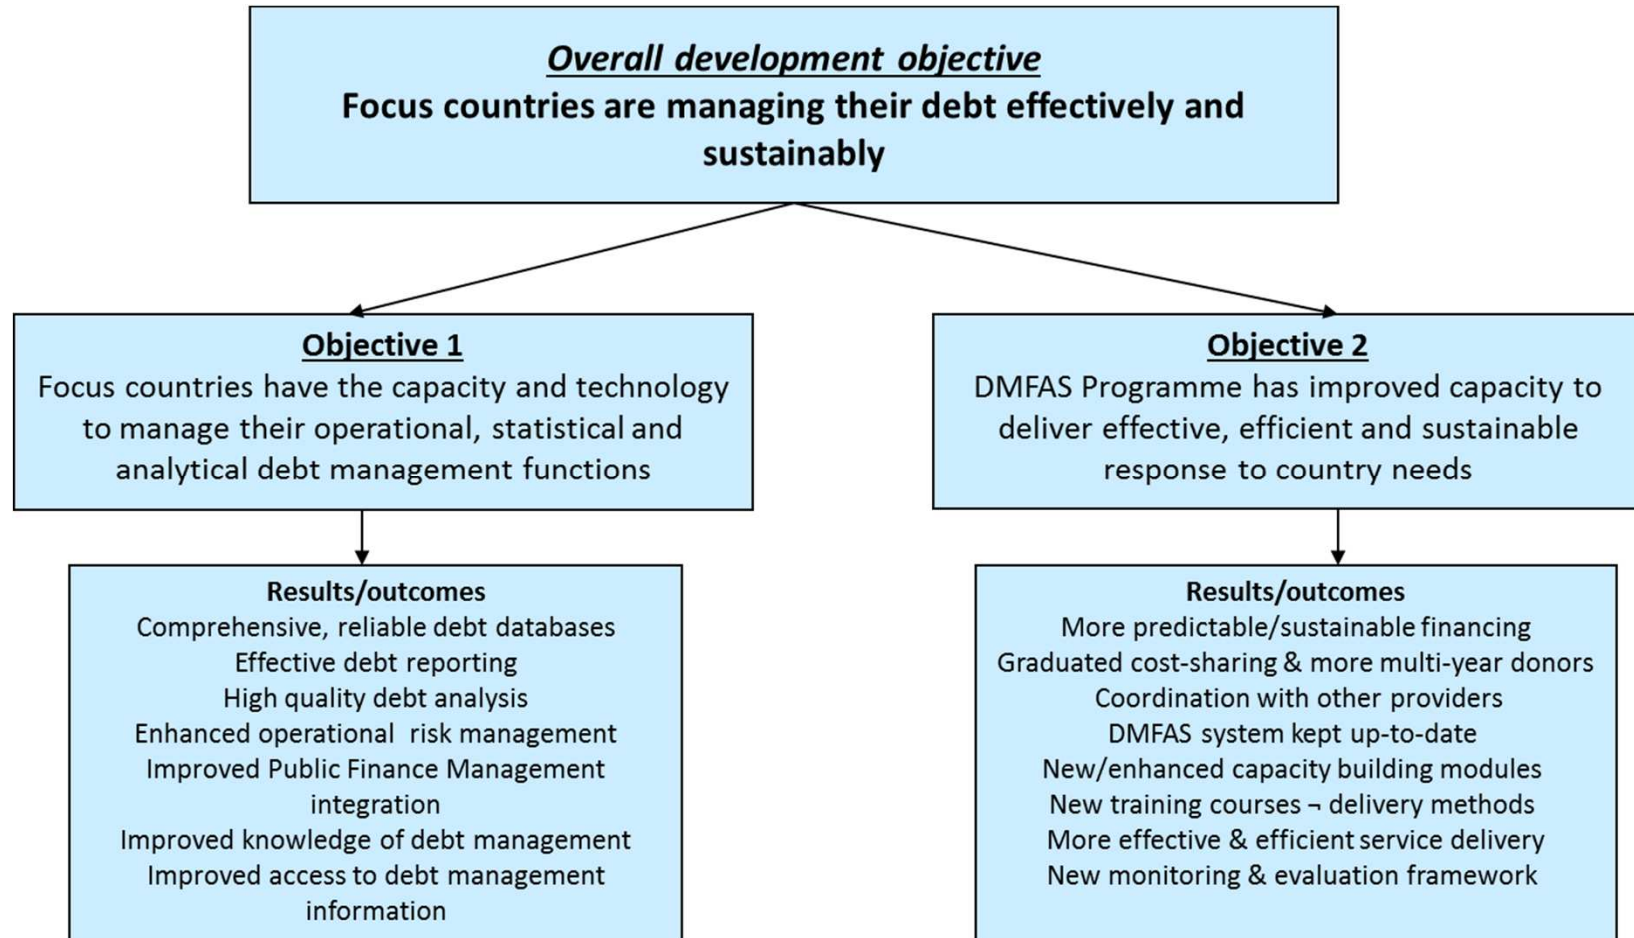 Overall development objective
Focus countries are managing their debt effectively and
sustainably
Objective 1
Focus countries have the capacity and technology
to manage their operational, statistical and
analytical debt management functions
Objective 2
DMFAS Programme has improved capacity to
deliver effective, efficient and sustainable
response to country needs
Results/outcomes
Comprehensive, reliable debt databases
Effective debt reporting
High quality debt analysis
Enhanced operational risk management
Improved Public Finance Management
integration
Improved knowledge of debt management
Improved access to debt management
information
Results/outcomes
More predictable/sustainable financing
Graduated cost-sharing & more multi-year donors
Coordination with other providers
DMFAS system kept up-to-date
New/enhanced capacity building modules
New training courses ¬ delivery methods
More effective & efficient service delivery
New monitoring & evaluation framework